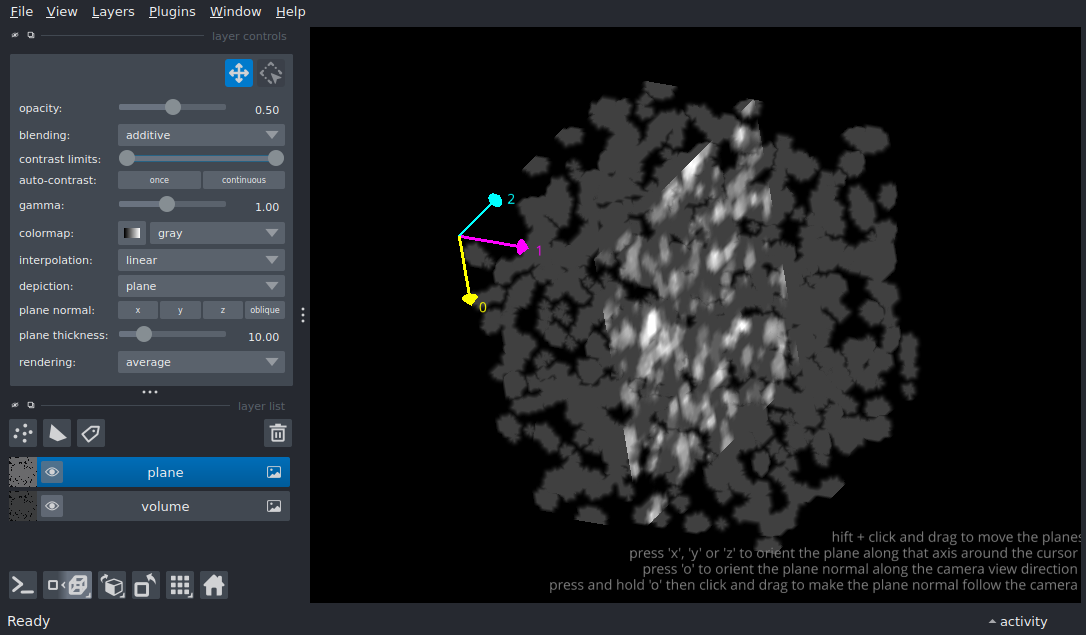 File View Layers Plugins Window Help
layer controls
opacity: 0.50
blending: additive
contrast limits:
auto-contrast: once continuous
gamma: 1.00
colormap: gray
interpolation: linear
depiction: plane
plane normal: x y z oblique
plane thickness: 10.00
rendering: average
layer list
plane
volume
2
1
0
hift + click and drag to move the planes
press 'x', 'y' or 'z' to orient the plane along that axis around the cursor
press 'o' to orient the plane normal along the camera view direction
press and hold 'o' then click and drag to make the plane normal follow the camera
Ready
activity